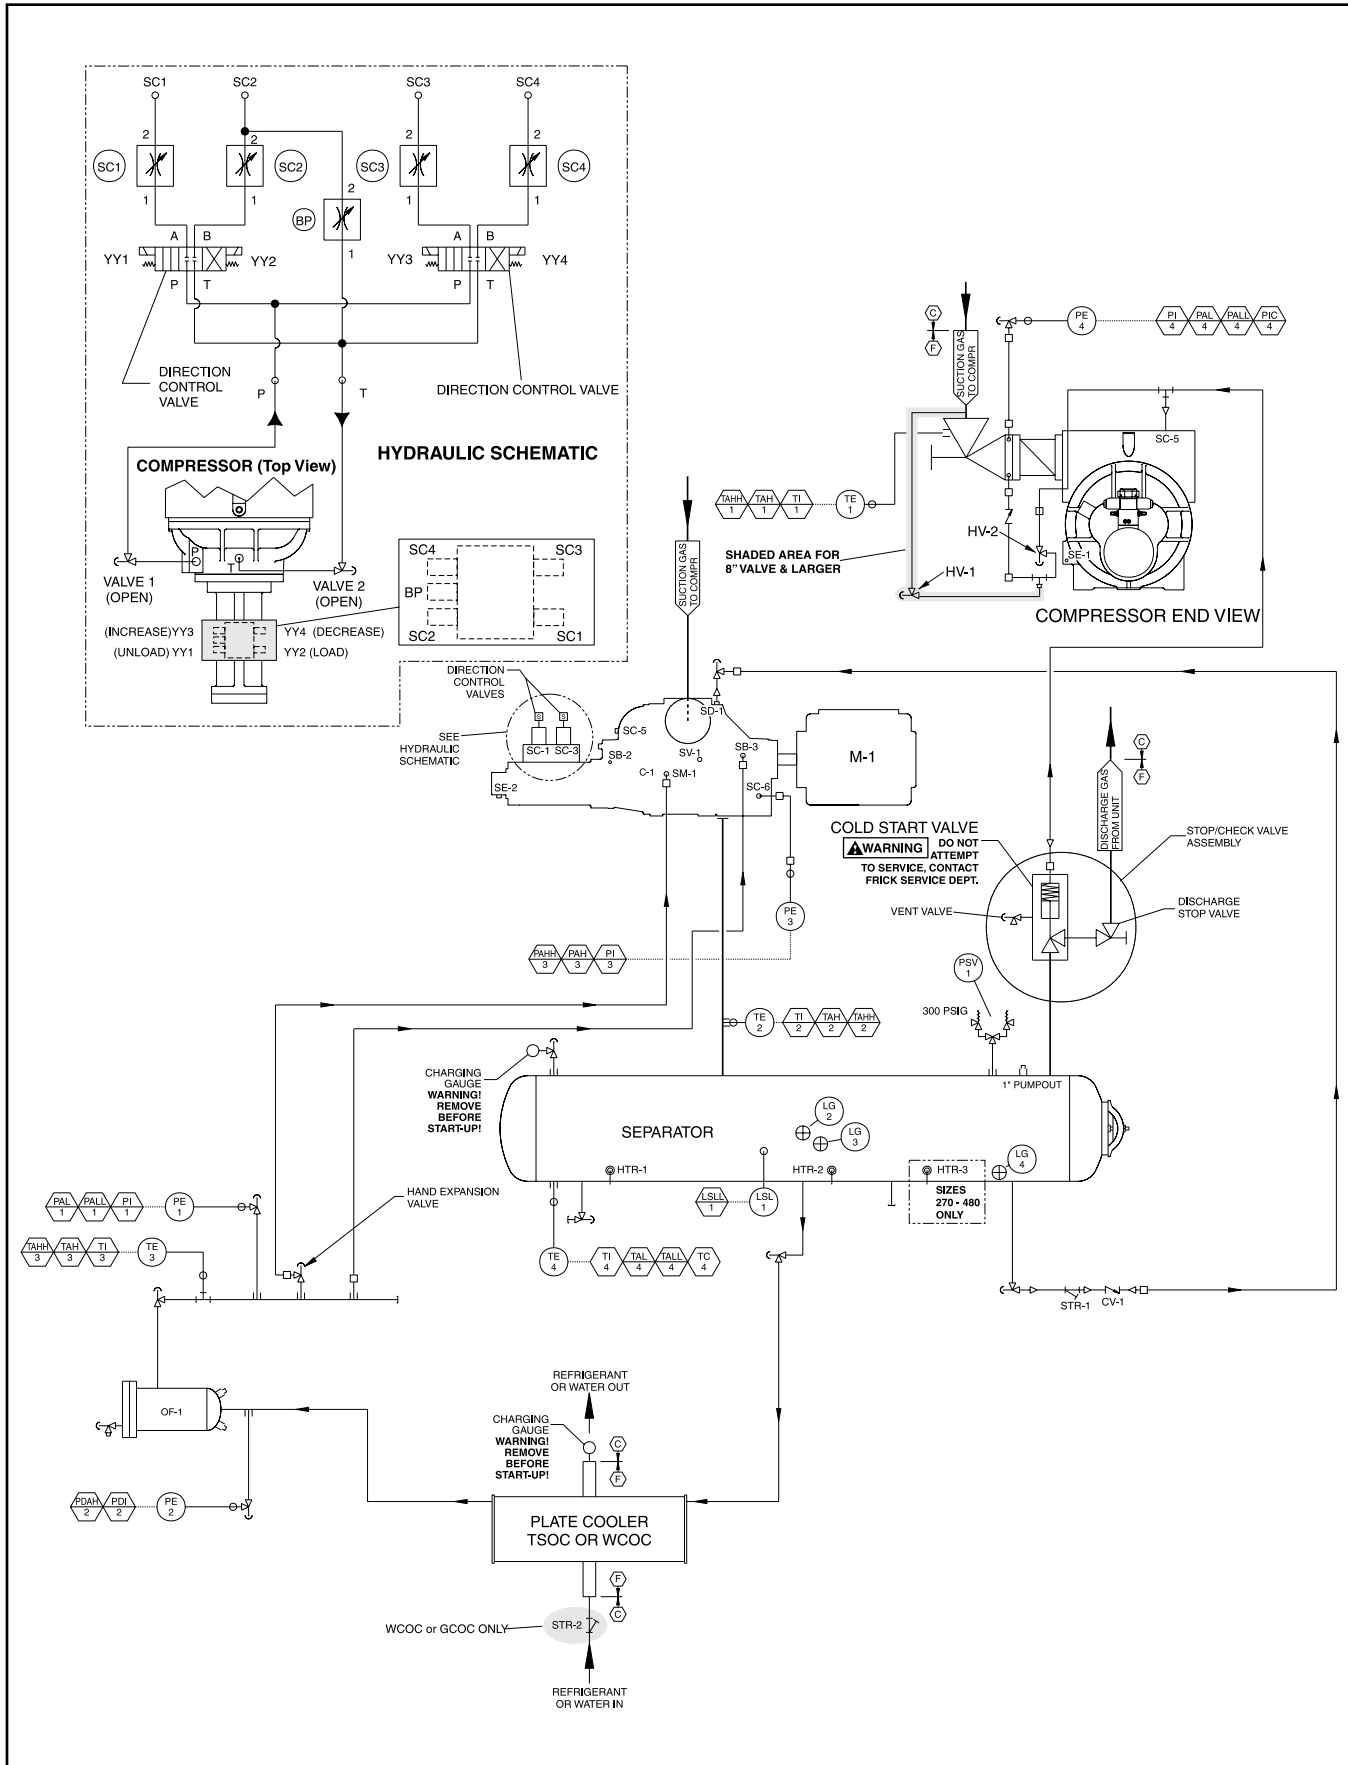 SC1
SC2
SC3
SC4
2
2
2
2
SC1
SC2
SC3
SC4
1
1
1
1
2
BP
1
A B
A B
YY1
YY2
YY3
YY4
P T
P T
DIRECTION
CONTROL
VALVE
DIRECTION CONTROL VALVE
P
T
HYDRAULIC SCHEMATIC
COMPRESSOR (Top View)
P
T
VALVE 1
(OPEN)
VALVE 2
(OPEN)
SC4
SC3
BP
SC2
SC1
(INCREASE) YY3
YY4 (DECREASE)
(UNLOAD) YY1
YY2 (LOAD)
C
F
SUCTION GAS
TO COMPR
PE
4
PI
4
PAL
4
PALL
4
PIC
4
SC-5
TAHH
1
TAH
1
TI
1
TE
1
HV-2
SE-1
SHADED AREA FOR
8" VALVE & LARGER
HV-1
COMPRESSOR END VIEW
SUCTION GAS
TO COMPR
DIRECTION
CONTROL
VALVES
S
S
SEE
HYDRAULIC
SCHEMATIC
SC-1
SC-3
SC-5
SD-1
SB-2
SV-1
SB-3
C-1
SM-1
SC-6
SE-2
M-1
C
F
DISCHARGE GAS
FROM UNIT
COLD START VALVE
WARNING
DO NOT
ATTEMPT
TO SERVICE, CONTACT
FRICK SERVICE DEPT.
STOP/CHECK VALVE
ASSEMBLY
VENT VALVE
DISCHARGE
STOP VALVE
PE
3
PAHH
3
PAH
3
PI
3
PSV
1
300 PSIG
TE
2
TI
2
TAH
2
TAHH
2
CHARGING
GAUGE
WARNING!
REMOVE
BEFORE
START-UP!
1" PUMPOUT
SEPARATOR
LG
2
LG
3
LG
4
HTR-1
HTR-2
HTR-3
SIZES
270 - 480
ONLY
LSLL
1
LSL
1
HAND EXPANSION
VALVE
PAL
1
PALL
1
PI
1
PE
1
TAHH
3
TAH
3
TI
3
TE
3
TE
4
TI
4
TAL
4
TALL
4
TC
4
STR-1
CV-1
OF-1
REFRIGERANT
OR WATER OUT
CHARGING
GAUGE
WARNING!
REMOVE
BEFORE
START-UP!
C
F
PDAH
2
PDI
2
PE
2
PLATE COOLER
TSOC OR WCOC
F
C
WCOC or GCOC ONLY
STR-2
REFRIGERANT
OR WATER IN